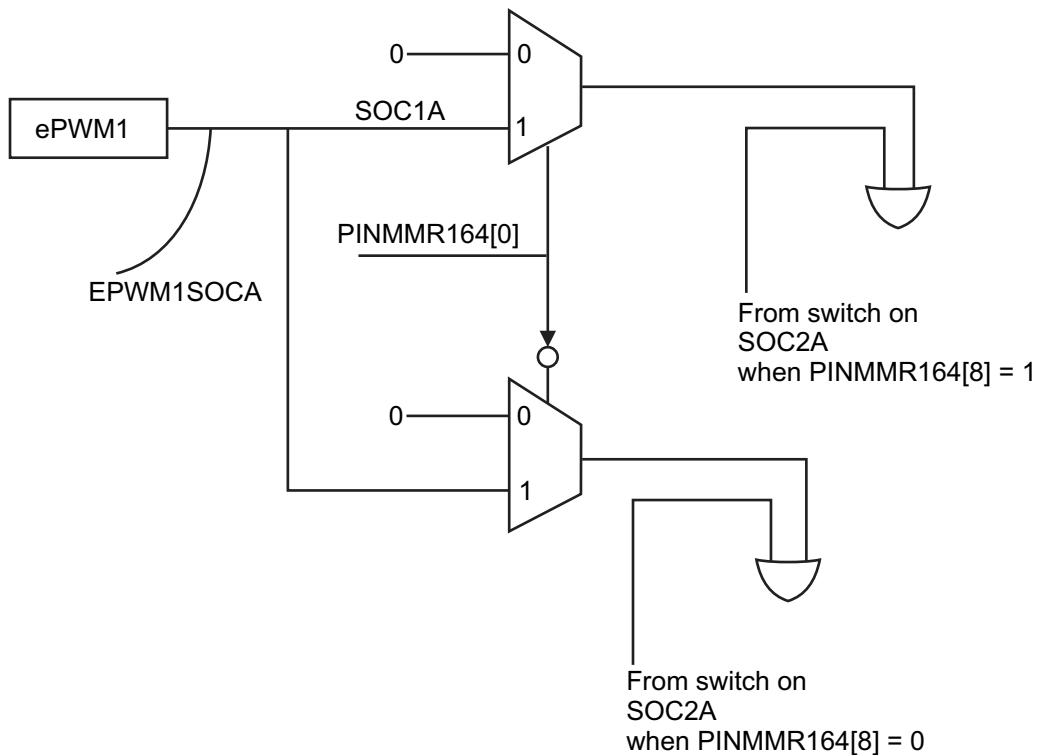 0
0
SOC1A
ePWM1
1
PINMMR164[0]
EPWM1SOCA
From switch on
SOC2A
when PINMMR164[8] = 1
0
0
1
From switch on
SOC2A
when PINMMR164[8] = 0